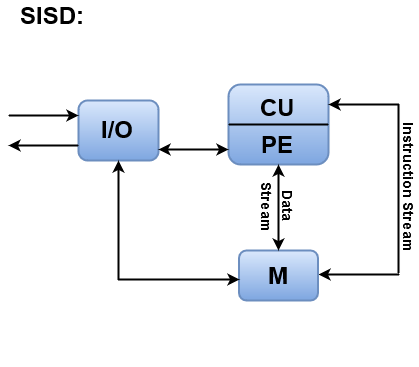 SISD:
I/O
CU
PE
Data
Stream
Instruction Stream
M